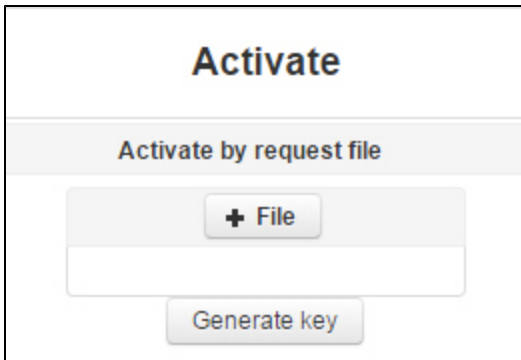 Activate
Activate by request file
+ File
Generate key